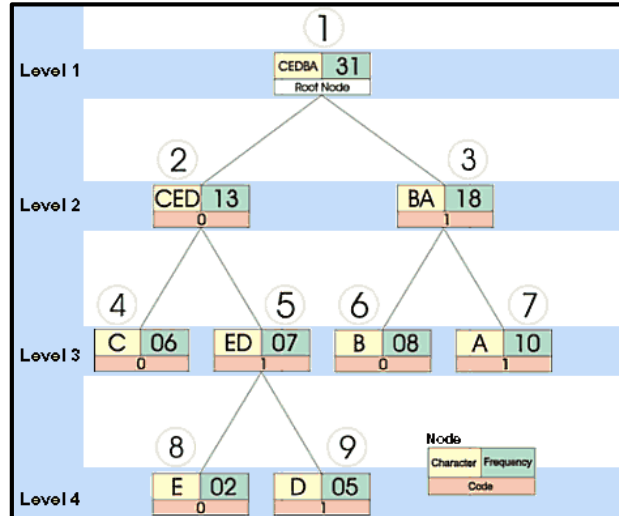 1
Level 1
CEDBA 31
Root Node
2 3
Level 2
CED 13 BA 18
0 1
4 5 6 7
Level 3
C 06 ED 07 B 08 A 10
0 1 0 1
8 9
Node
Character Frequency
Code
Level 4
E 02 D 05
0 1